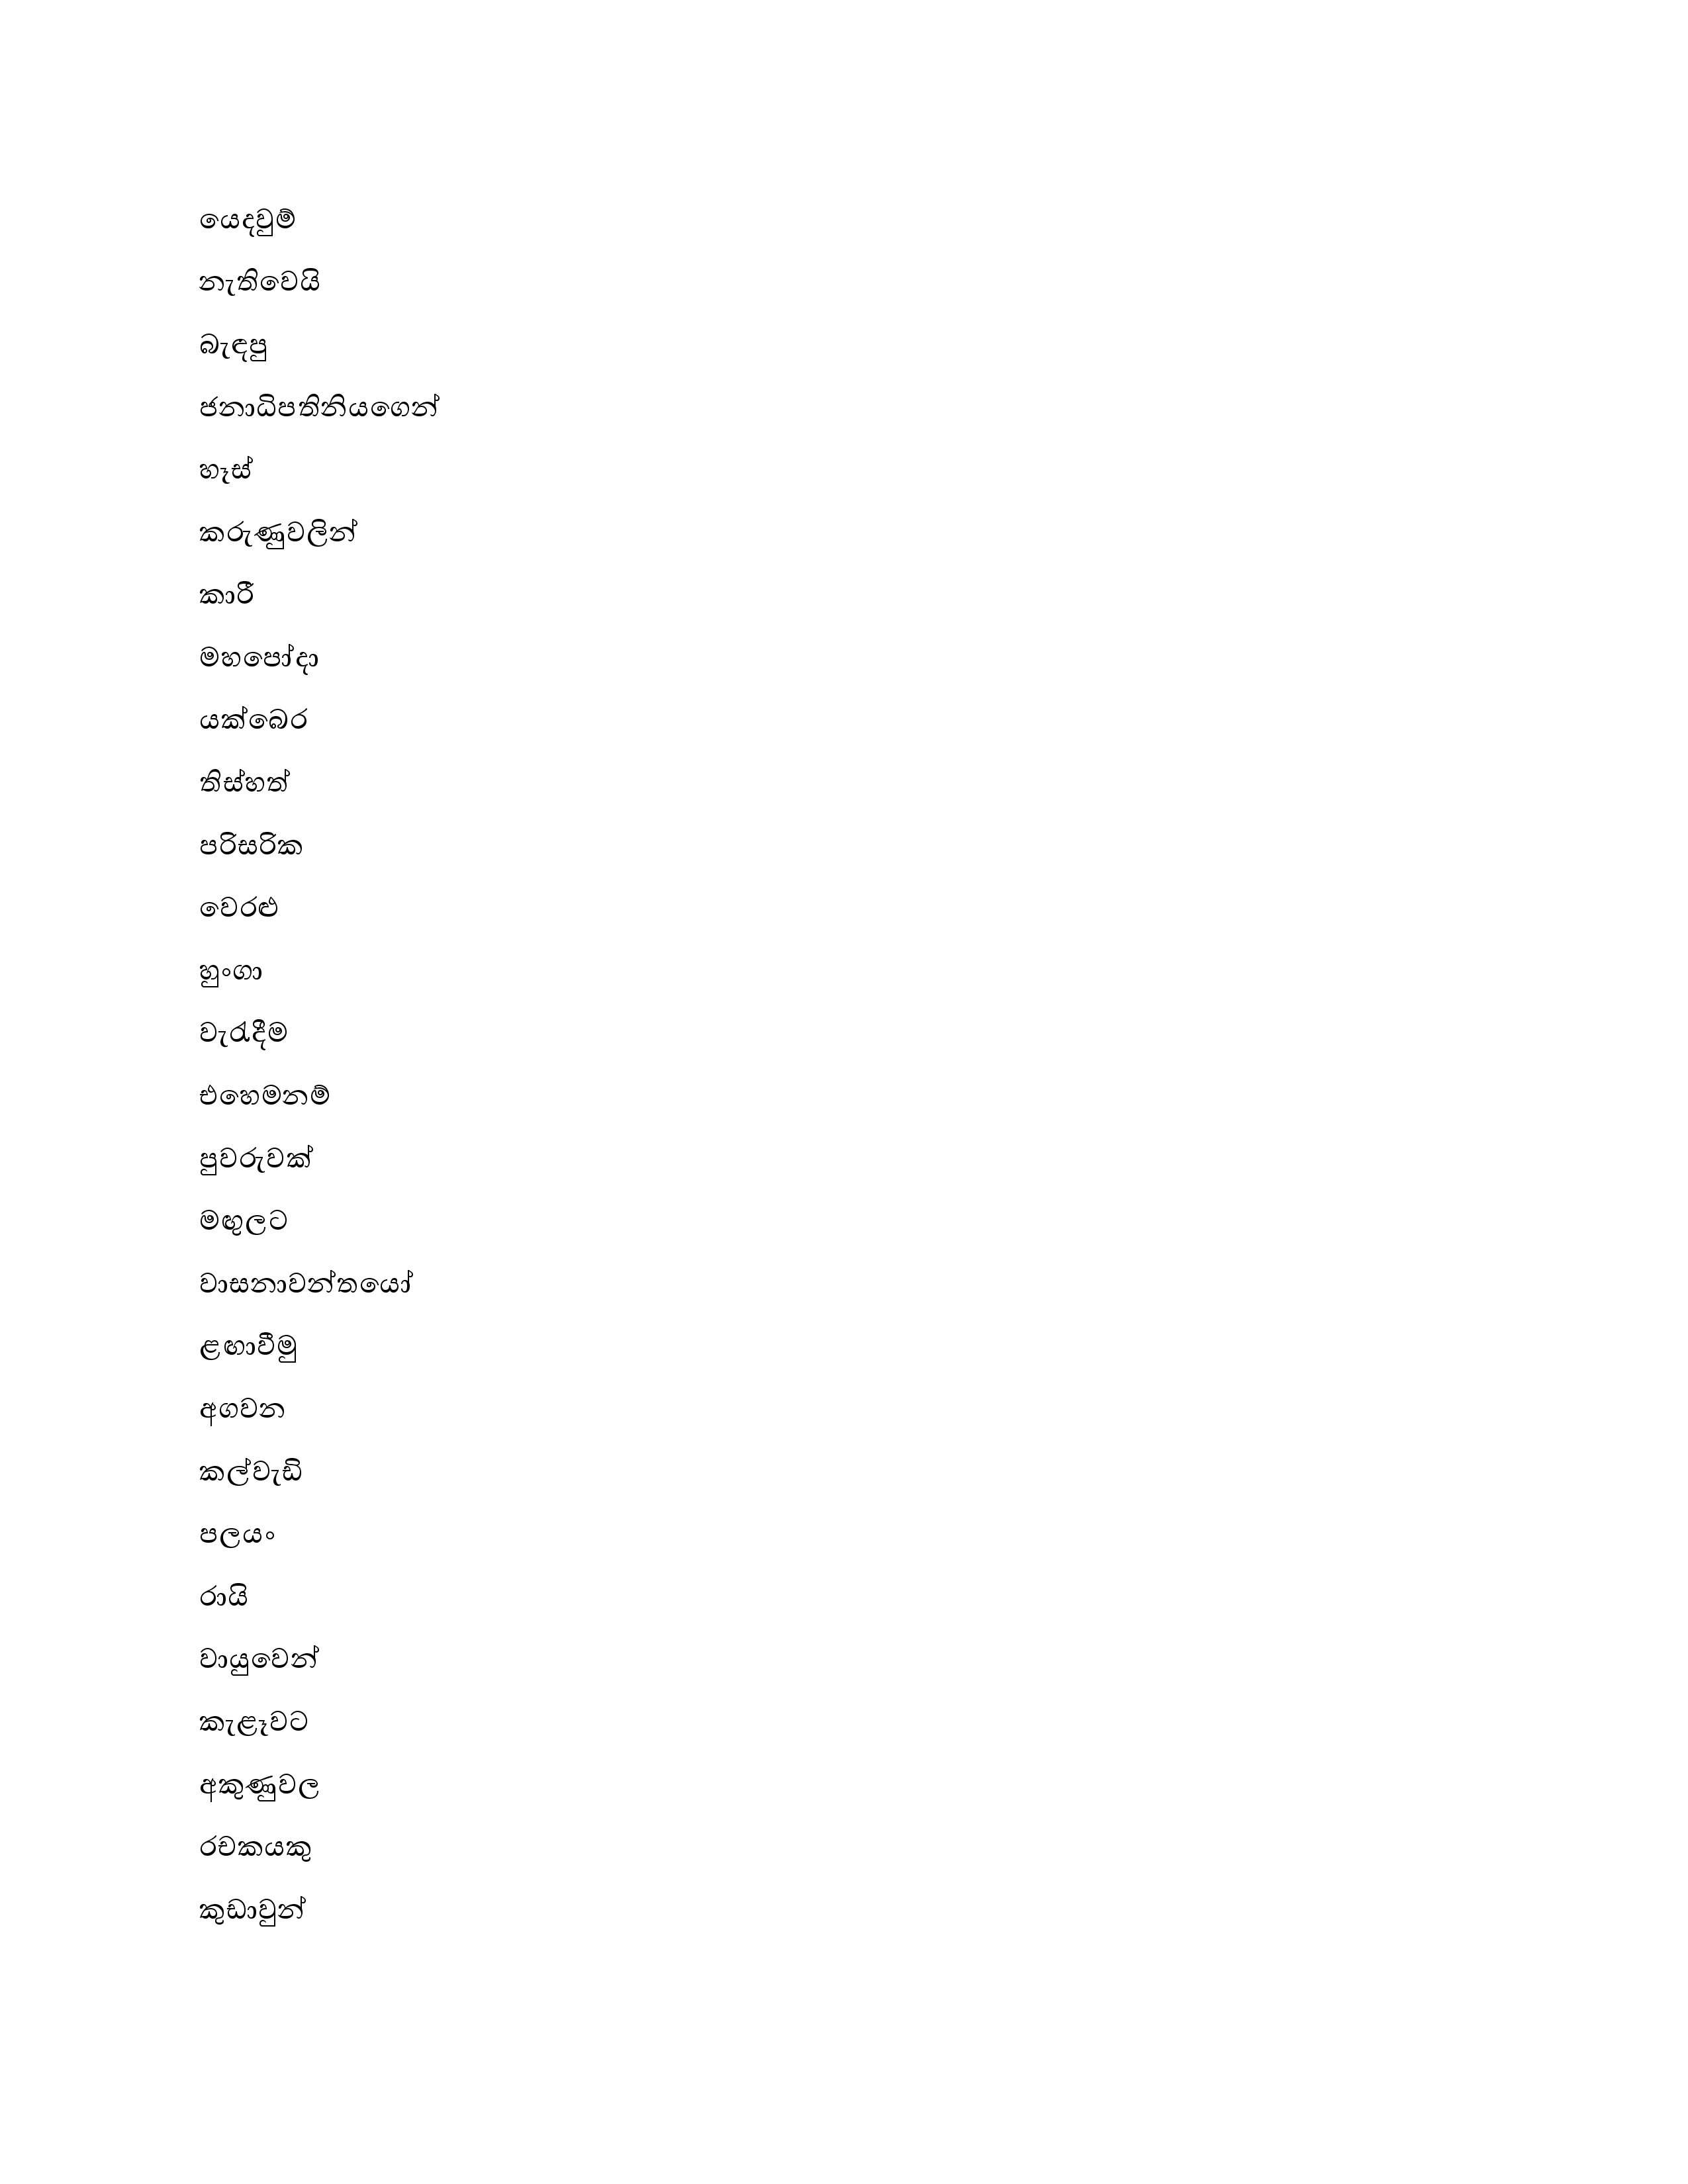 යෙදවුම්
නැතිවෙයි
බැඳපු
ජනාධිපතිනියගෙන්
හෑස්
කරුණුවලින්
කාරී
මහපෝදා
යක්බෙර
තිස්හත්
පරිසරික
වෙරළු
හුංගා
වැරැදීම
එහෙමනම්
පුවරුවක්
මඟුලට
වාසනාවන්තයෝ
ළඟාවීමු
අගවන
කල්වැඩි
පලයං
රායි
වායුවෙන්
කැළෑවට
අකුණුවල
රචකයකු
කුඩාවුන්